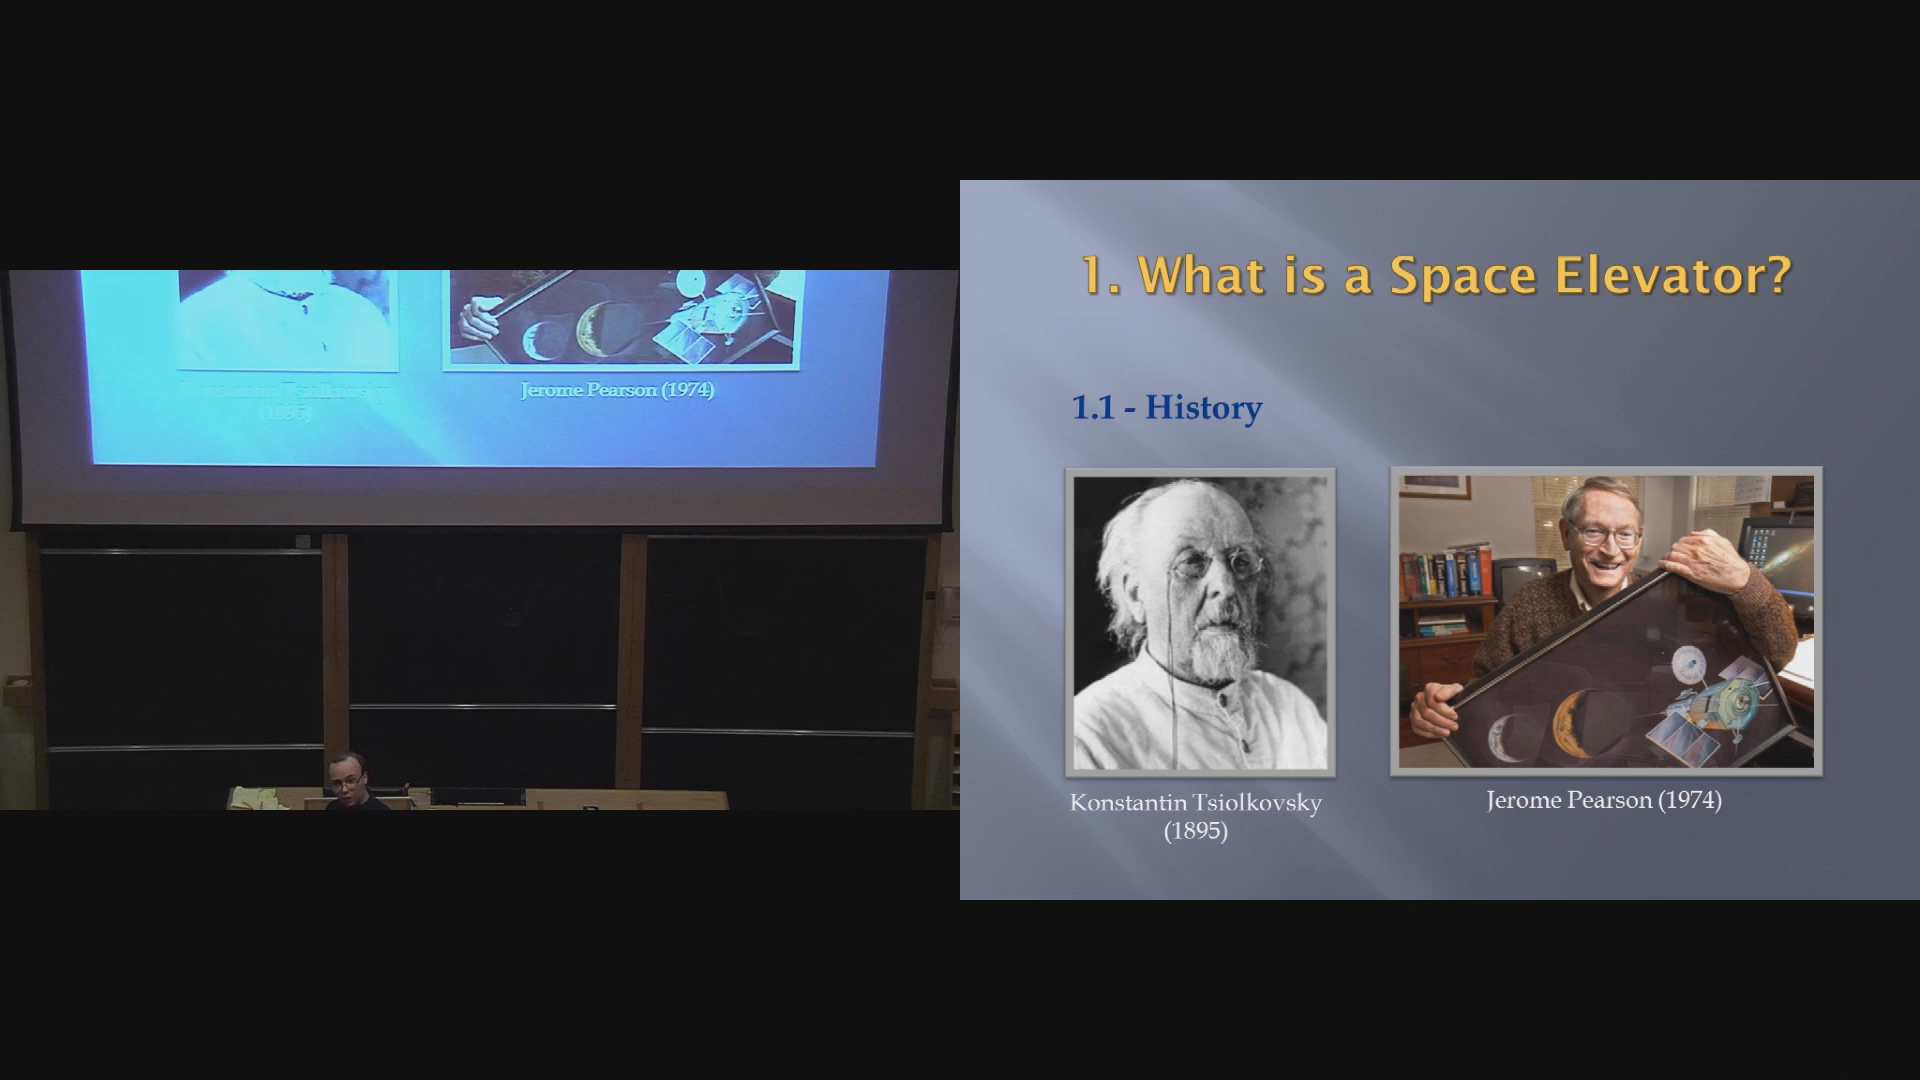 Jerome Pearson (1974)
1. What is a Space Elevator?
1.1 - History
Konstantin Tsiolkovsky
(1895)
Jerome Pearson (1974)